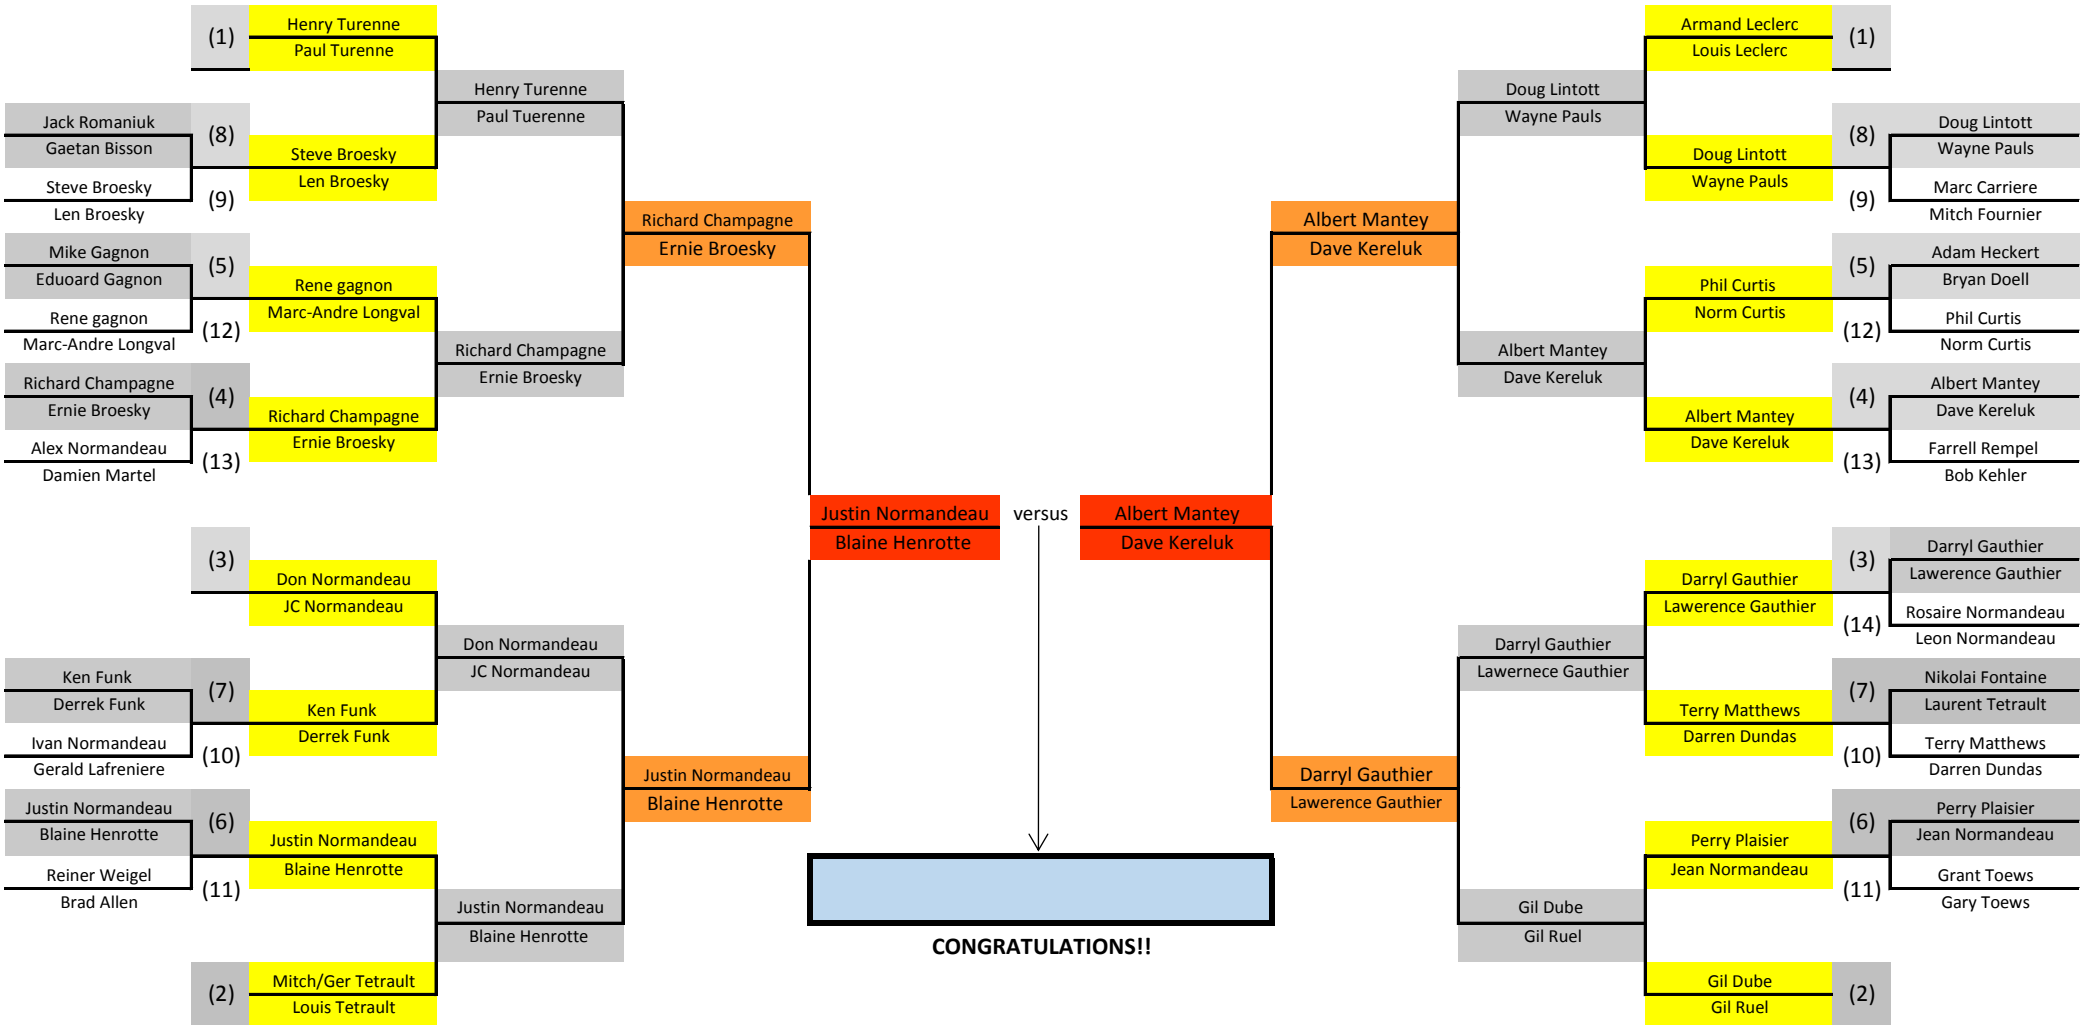 Henry Turenne
(1)
Paul Turenne
Henry Turenne
Paul Tuerenne
Jack Romaniuk
(8)
Gaetan Bisson
Steve Broesky
Len Broesky
Steve Broesky
(9)
Len Broesky
Richard Champagne
Ernie Broesky
Mike Gagnon
(5)
Eduoard Gagnon
Rene gagnon
Marc-Andre Longval
Rene gagnon
(12)
Marc-Andre Longval
Richard Champagne
Ernie Broesky
Richard Champagne
(4)
Ernie Broesky
Richard Champagne
Ernie Broesky
Alex Normandeau
(13)
Damien Martel
Justin Normandeau
Blaine Henrotte
(3)
Don Normandeau
JC Normandeau
Don Normandeau
JC Normandeau
Ken Funk
(7)
Derrek Funk
Ken Funk
Derrek Funk
Ivan Normandeau
(10)
Gerald Lafreniere
Justin Normandeau
Blaine Henrotte
Justin Normandeau
(6)
Blaine Henrotte
Justin Normandeau
Blaine Henrotte
Reiner Weigel
(11)
Brad Allen
Justin Normandeau
Blaine Henrotte
Mitch/Ger Tetrault
(2)
Louis Tetrault
versus
CONGRATULATIONS!!
Armand Leclerc
(1)
Louis Leclerc
Doug Lintott
Wayne Pauls
Doug Lintott
(8)
Wayne Pauls
Doug Lintott
Wayne Pauls
Marc Carriere
(9)
Mitch Fournier
Albert Mantey
Dave Kereluk
Adam Heckert
(5)
Bryan Doell
Phil Curtis
Norm Curtis
Phil Curtis
(12)
Norm Curtis
Albert Mantey
Dave Kereluk
Albert Mantey
(4)
Dave Kereluk
Albert Mantey
Dave Kereluk
Farrell Rempel
(13)
Bob Kehler
Albert Mantey
Dave Kereluk
Darryl Gauthier
(3)
Lawerence Gauthier
Darryl Gauthier
Lawerence Gauthier
Rosaire Normandeau
(14)
Leon Normandeau
Darryl Gauthier
Lawernece Gauthier
Nikolai Fontaine
(7)
Laurent Tetrault
Terry Matthews
Darren Dundas
Terry Matthews
(10)
Darren Dundas
Darryl Gauthier
Lawerence Gauthier
Perry Plaisier
(6)
Jean Normandeau
Perry Plaisier
Jean Normandeau
Grant Toews
(11)
Gary Toews
Gil Dube
Gil Ruel
Gil Dube
(2)
Gil Ruel